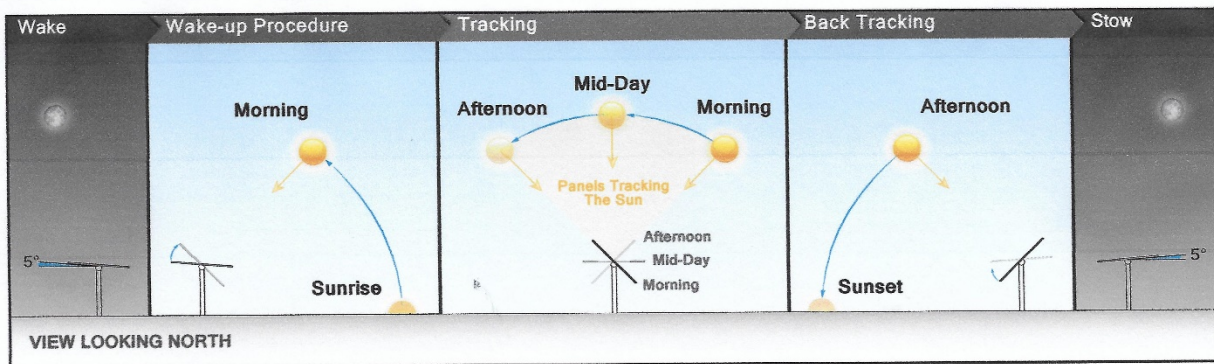 Wake
Wake-up Procedure
Tracking
Back Tracking
Stow
Morning
Sunrise
5°
Mid-Day
Afternoon
Morning
Panels Tracking
The Sun
Afternoon
Mid-Day
Morning
Afternoon
Sunset
5°
VIEW LOOKING NORTH